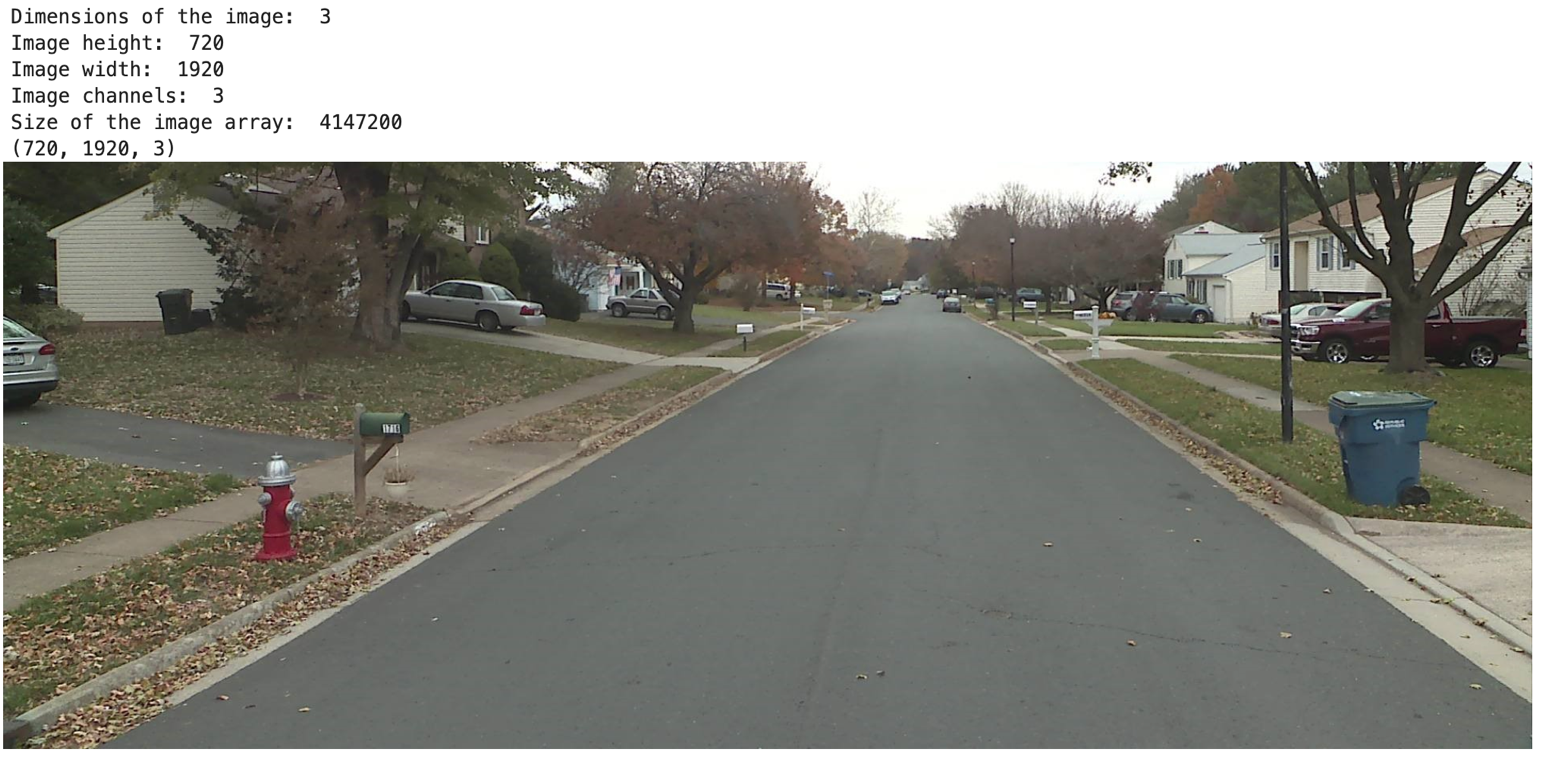 Dimensions of the image:  3
Image height:  720
Image width:  1920
Image channels:  3
Size of the image array:  4147200
(720, 1920, 3)
1716